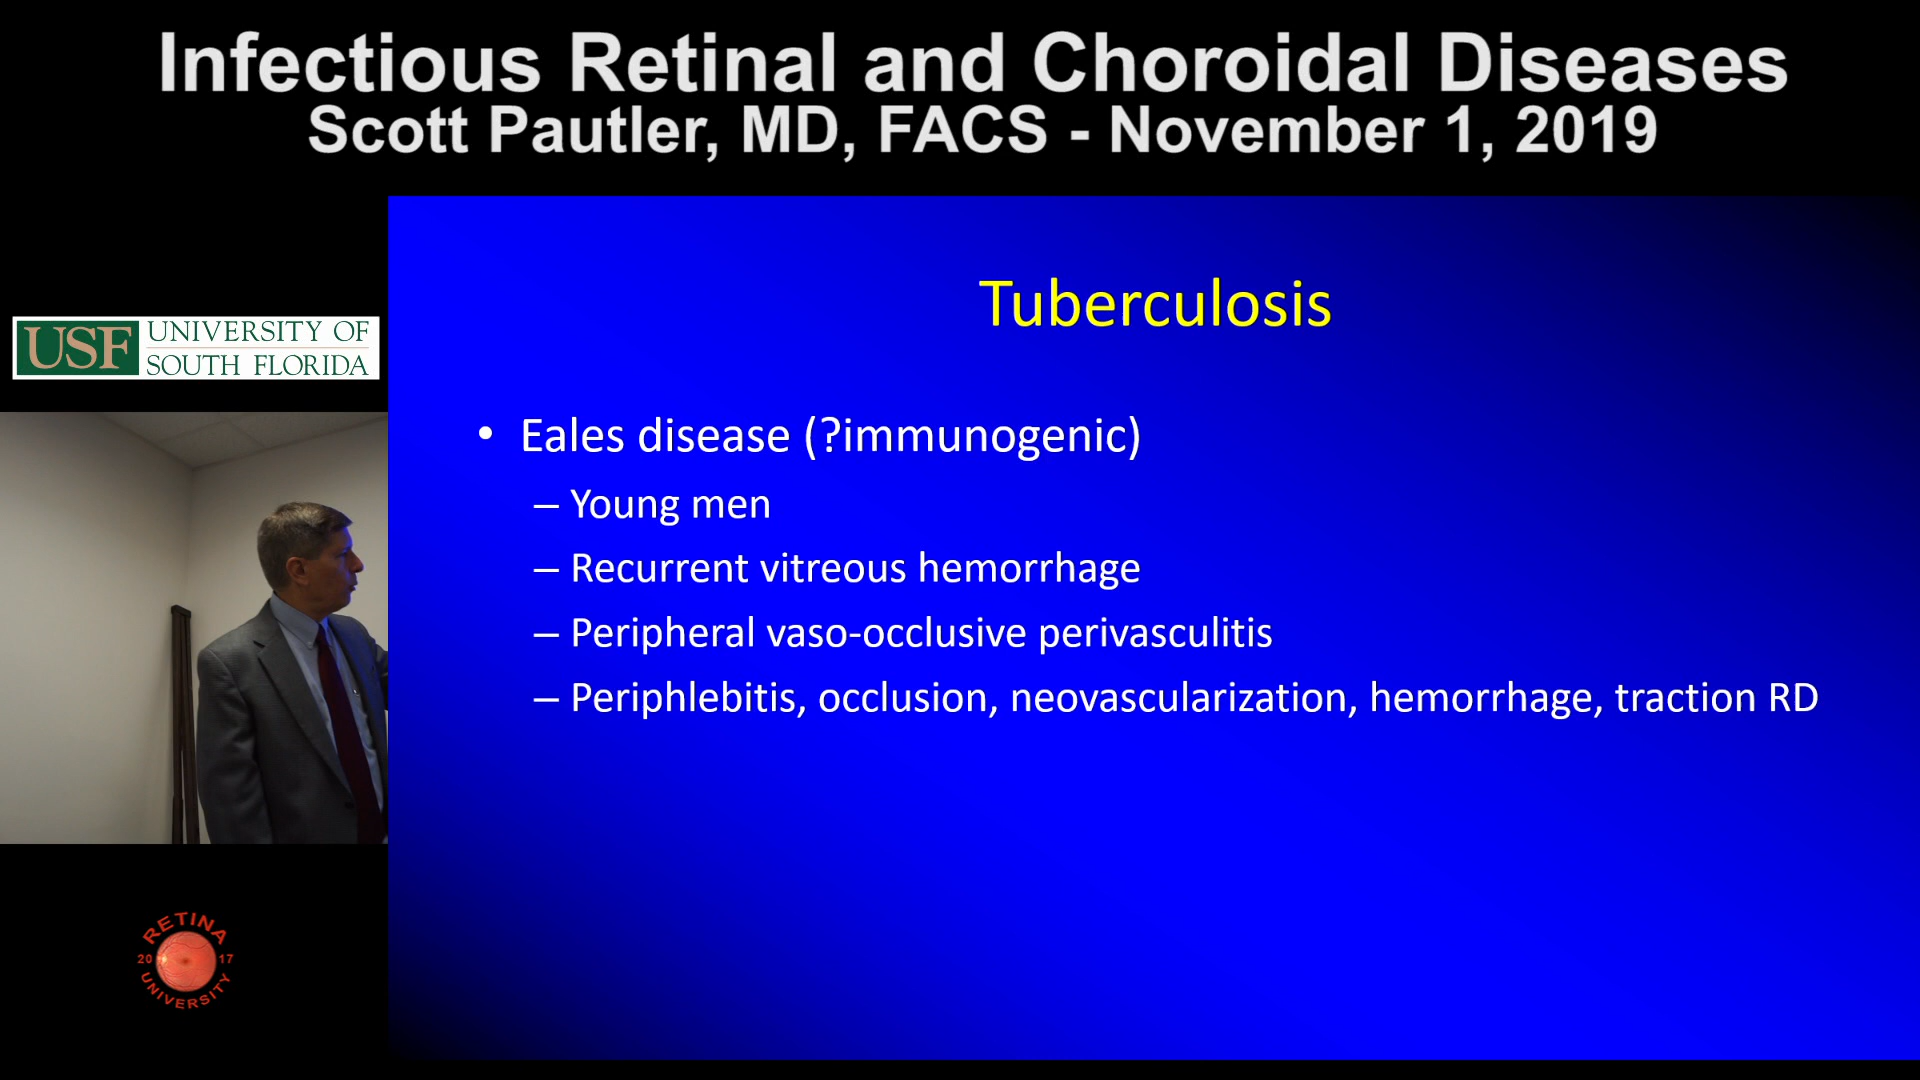 Infectious Retinal and Choroidal Diseases
Scott Pautler, MD, FACS - November 1, 2019
USF UNIVERSITY OF
SOUTH FLORIDA
Tuberculosis
• Eales disease (?immunogenic)
– Young men
– Recurrent vitreous hemorrhage
– Peripheral vaso-occlusive perivasculitis
– Periphlebitis, occlusion, neovascularization, hemorrhage, traction RD
RETINA
20 17
UNIVERSITY